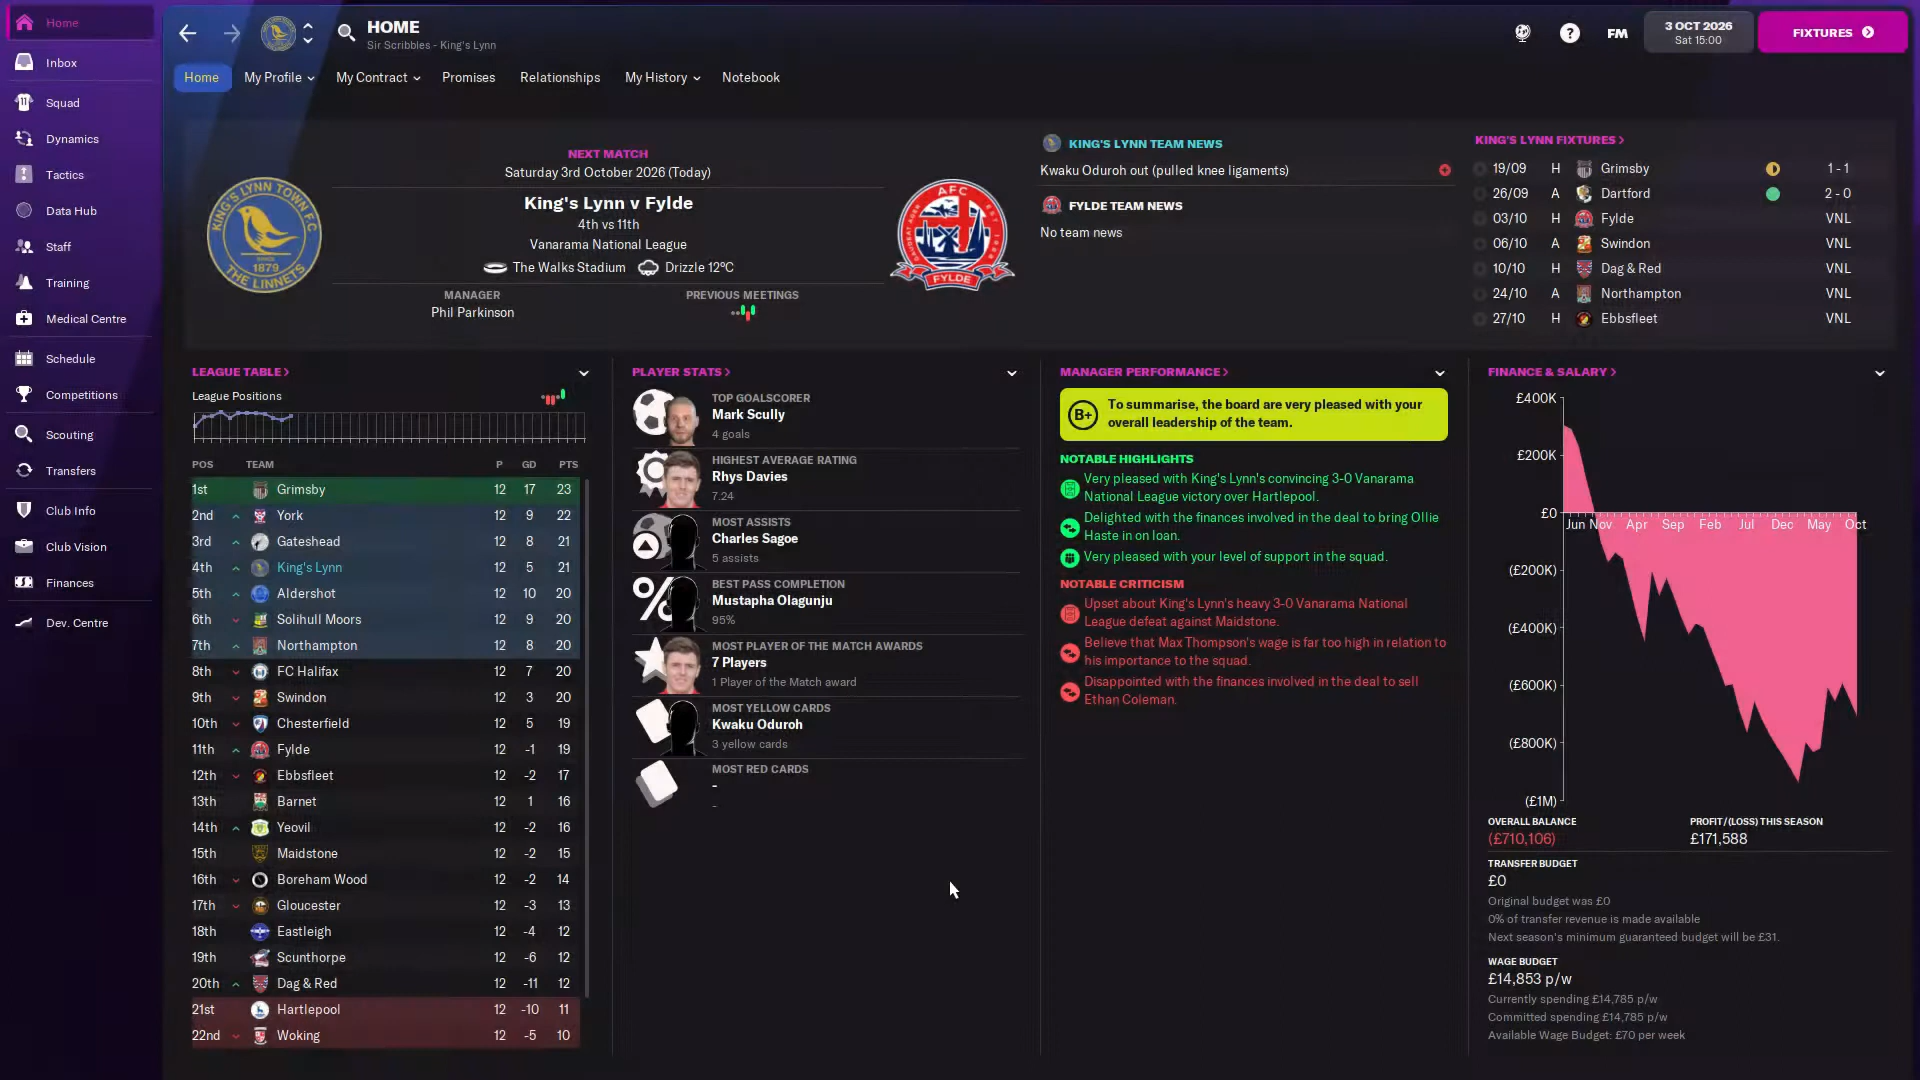 Home
Inbox
Squad
Dynamics
Tactics
Data Hub
Staff
Training
Medical Centre
Schedule
Competitions
Scouting
Transfers
Club Info
Club Vision
Finances
Dev. Centre
HOME
Sir Scribbles - King's Lynn
FM
3 OCT 2026
Sat 15:00
FIXTURES
Home My Profile My Contract Promises Relationships My History Notebook
KING'S LYNN TOWN FC
SINCE
1879
THE LINNETS
NEXT MATCH
Saturday 3rd October 2026 (Today)
King's Lynn v Fylde
4th vs 11th
Vanarama National League
The Walks Stadium Drizzle 12ºC
MANAGER
Phil Parkinson
PREVIOUS MEETINGS
AFC
FYLDE
KING'S LYNN TEAM NEWS
Kwaku Oduroh out (pulled knee ligaments)
FYLDE TEAM NEWS
No team news
KING'S LYNN FIXTURES
19/09 H Grimsby 1 - 1
26/09 A Dartford 2 - 0
03/10 H Fylde VNL
06/10 A Swindon VNL
10/10 H Dag & Red VNL
24/10 A Northampton VNL
27/10 H Ebbsfleet VNL
LEAGUE TABLE
League Positions
POS TEAM P GD PTS
1st Grimsby 12 17 23
2nd York 12 9 22
3rd Gateshead 12 8 21
4th King's Lynn 12 5 21
5th Aldershot 12 10 20
6th Solihull Moors 12 9 20
7th Northampton 12 8 20
8th FC Halifax 12 7 20
9th Swindon 12 3 20
10th Chesterfield 12 5 19
11th Fylde 12 -1 19
12th Ebbsfleet 12 -2 17
13th Barnet 12 1 16
14th Yeovil 12 -2 16
15th Maidstone 12 -2 15
16th Boreham Wood 12 -2 14
17th Gloucester 12 -3 13
18th Eastleigh 12 -4 12
19th Scunthorpe 12 -6 12
20th Dag & Red 12 -11 12
21st Hartlepool 12 -10 11
22nd Woking 12 -5 10
PLAYER STATS
TOP GOALSCORER
Mark Scully
4 goals
HIGHEST AVERAGE RATING
Rhys Davies
7.24
MOST ASSISTS
Charles Sagoe
5 assists
BEST PASS COMPLETION
Mustapha Olagunju
95%
MOST PLAYER OF THE MATCH AWARDS
7 Players
1 Player of the Match award
MOST YELLOW CARDS
Kwaku Oduroh
3 yellow cards
MOST RED CARDS
-
-
MANAGER PERFORMANCE
B+
To summarise, the board are very pleased with your
overall leadership of the team.
NOTABLE HIGHLIGHTS
Very pleased with King's Lynn's convincing 3-0 Vanarama
National League victory over Hartlepool.
Delighted with the finances involved in the deal to bring Ollie
Haste in on loan.
Very pleased with your level of support in the squad.
NOTABLE CRITICISM
Upset about King's Lynn's heavy 3-0 Vanarama National
League defeat against Maidstone.
Believe that Max Thompson's wage is far too high in relation to
his importance to the squad.
Disappointed with the finances involved in the deal to sell
Ethan Coleman.
FINANCE & SALARY
£400K
£200K
£0
(£200K)
(£400K)
(£600K)
(£800K)
(£1M)
Jun Nov Apr Sep Feb Jul Dec May Oct
OVERALL BALANCE
(£710,106)
PROFIT/(LOSS) THIS SEASON
£171,588
TRANSFER BUDGET
£0
Original budget was £0
0% of transfer revenue is made available
Next season's minimum guaranteed budget will be £31.
WAGE BUDGET
£14,853 p/w
Currently spending £14,785 p/w
Committed spending £14,785 p/w
Available Wage Budget: £70 per week